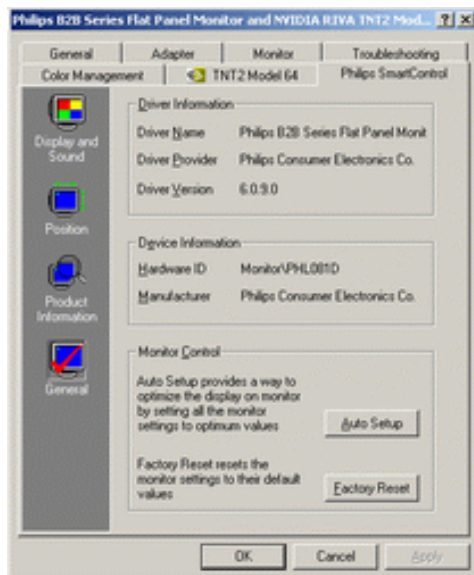 Philips B2B Series Flat Panel Monitor and NVIDIA RIVA TNT2 Mod...
General
Adapter
Monitor
Troubleshooting
Color Management
TNT2 Model 64
Philips SmartControl
Display and
Sound
Position
Product
Information
General
Driver Information
Driver Name Philips B2B Series Flat Panel Monit
Driver Provider Philips Consumer Electronics Co.
Driver Version 6.0.9.0
Device Information
Hardware ID Monitor\PHL081D
Manufacturer Philips Consumer Electronics Co.
Monitor Control
Auto Setup provides a way to
optimize the display on monitor
by setting all the monitor
settings to optimum values
Auto Setup
Factory Reset resets the
monitor settings to their default
values
Factory Reset
OK
Cancel
Apply